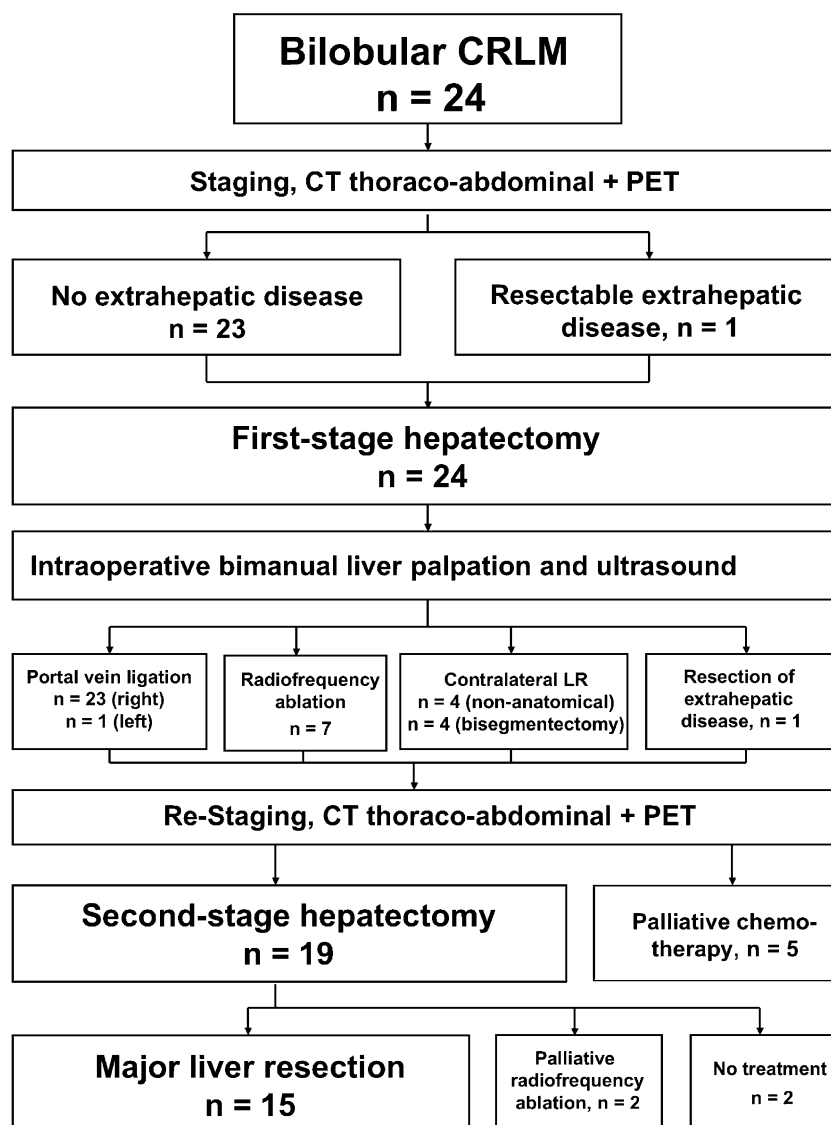 Bilobular CRLM
n = 24
Staging, CT thoraco-abdominal + PET
No extrahepatic disease
n = 23
Resectable extrahepatic
disease, n = 1
First-stage hepatectomy
n = 24
Intraoperative bimanual liver palpation and ultrasound
Portal vein ligation
n = 23 (right)
n = 1 (left)
Radiofrequency
ablation
n = 7
Contralateral LR
n = 4 (non-anatomical)
n = 4 (bisegmentectomy)
Resection of
extrahepatic
disease, n = 1
Re-Staging, CT thoraco-abdominal + PET
Second-stage hepatectomy
n = 19
Palliative chemo-
therapy, n = 5
Major liver resection
n = 15
Palliative
radiofrequency
ablation, n = 2
No treatment
n = 2